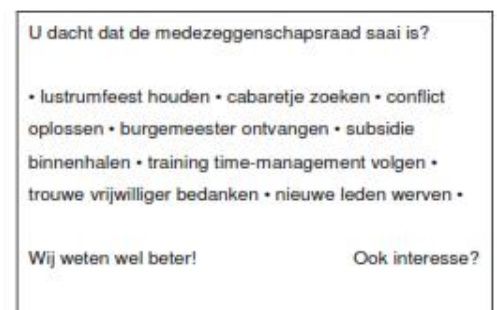 U dacht dat de medezeggenschapsraad saai is?
• lustrumfeest houden • cabaretje zoeken • conflict
oplossen • burgemeester ontvangen • subsidie
binnenhalen • training time-management volgen •
trouwe vrijwilliger bedanken • nieuwe leden werven •
Wij weten wel beter! Ook interesse?